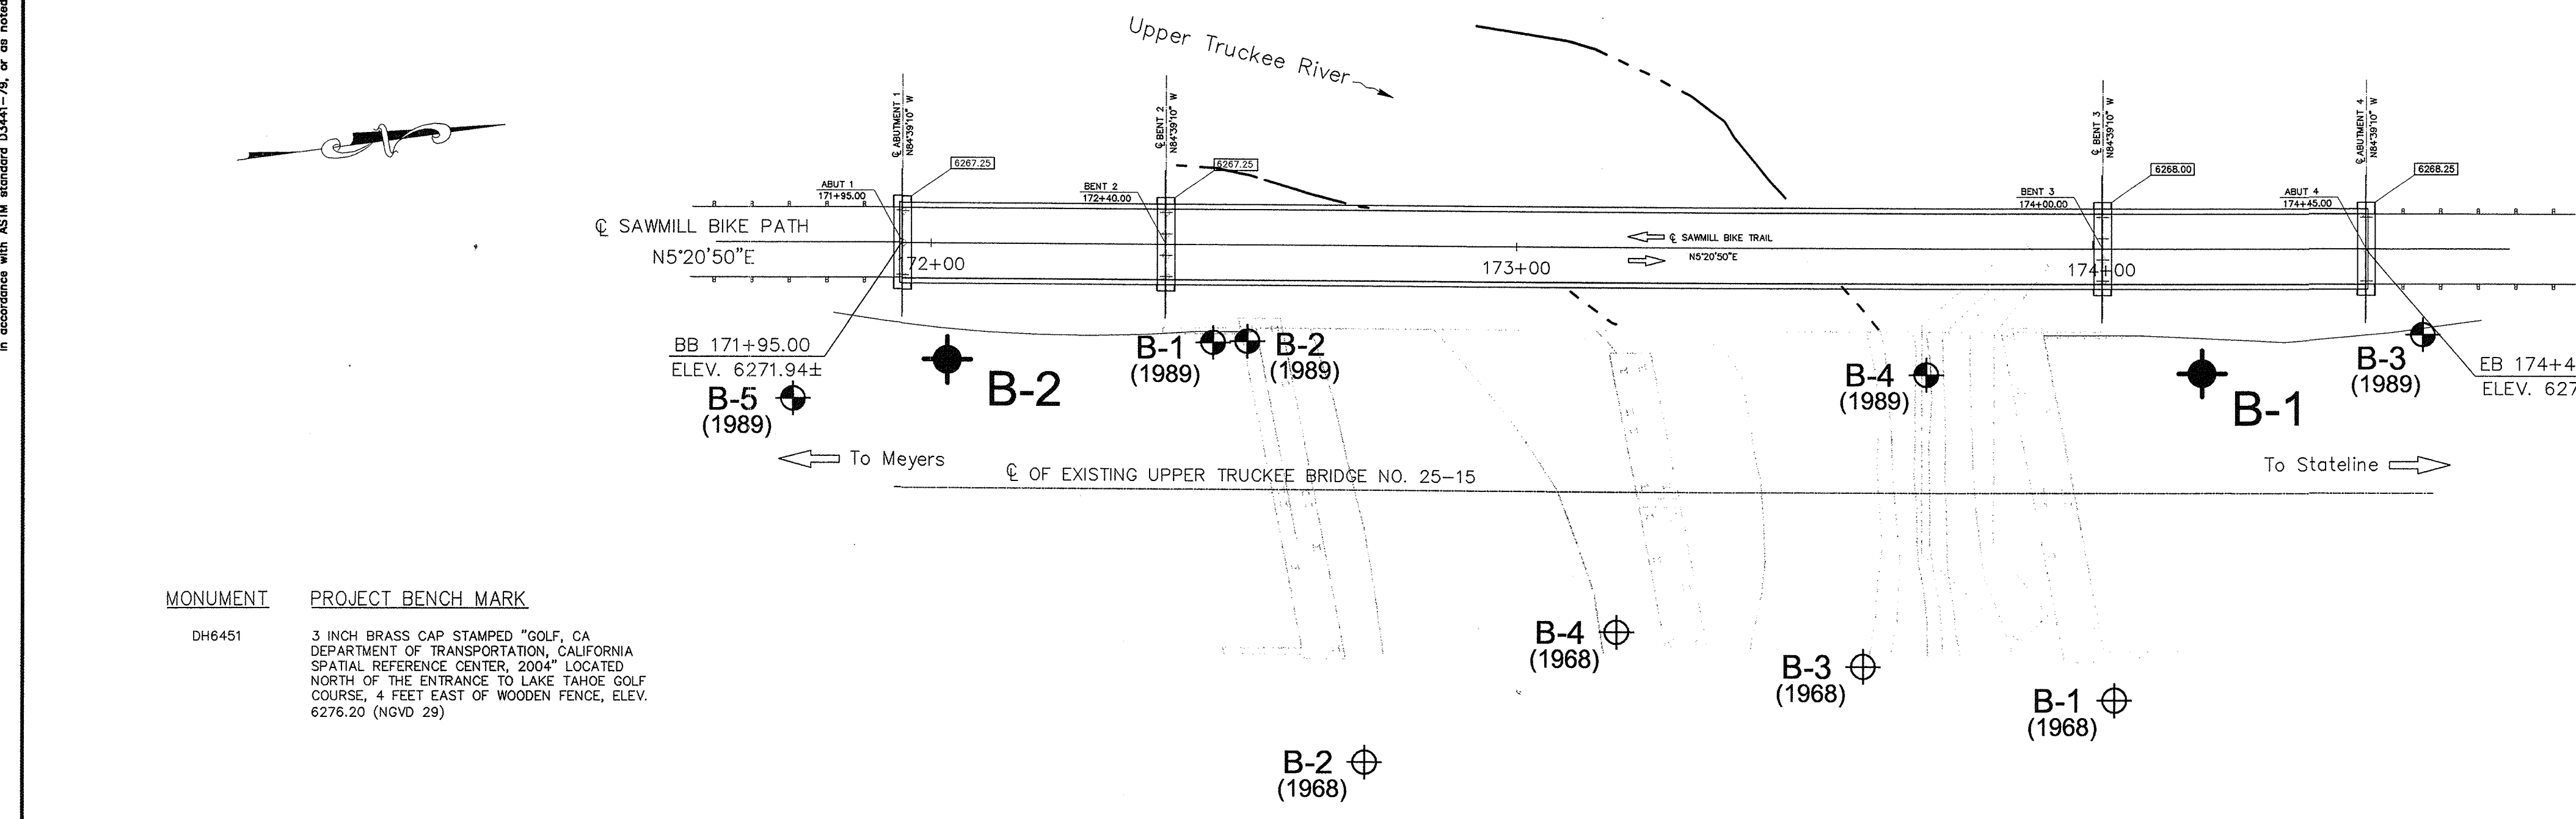 in accordance with ASTM standard D3441-79, or as noted
Upper Truckee River
℄ ABUTMENT 1
N84°39'10" W
℄ BENT 2
N84°39'10" W
℄ BENT 3
N84°39'10" W
℄ ABUTMENT 4
N84°39'10" W
6267.25
6267.25
6268.00
6268.25
ABUT 1
171+95.00
BENT 2
172+40.00
BENT 3
174+00.00
ABUT 4
174+45.00
℄ SAWMILL BIKE PATH
N5°20'50"E
℄ SAWMILL BIKE TRAIL
N5°20'50"E
172+00
173+00
174+00
BB 171+95.00
ELEV. 6271.94±
B-5
(1989)
B-2
B-1
(1989)
B-2
(1989)
B-4
(1989)
B-1
B-3
(1989)
EB 174+4
ELEV. 627
To Meyers
℄ OF EXISTING UPPER TRUCKEE BRIDGE NO. 25-15
To Stateline
MONUMENT PROJECT BENCH MARK
DH6451 3 INCH BRASS CAP STAMPED "GOLF, CA
DEPARTMENT OF TRANSPORTATION, CALIFORNIA
SPATIAL REFERENCE CENTER, 2004" LOCATED
NORTH OF THE ENTRANCE TO LAKE TAHOE GOLF
COURSE, 4 FEET EAST OF WOODEN FENCE, ELEV.
6276.20 (NGVD 29)
B-4
(1968)
B-3
(1968)
B-1
(1968)
B-2
(1968)